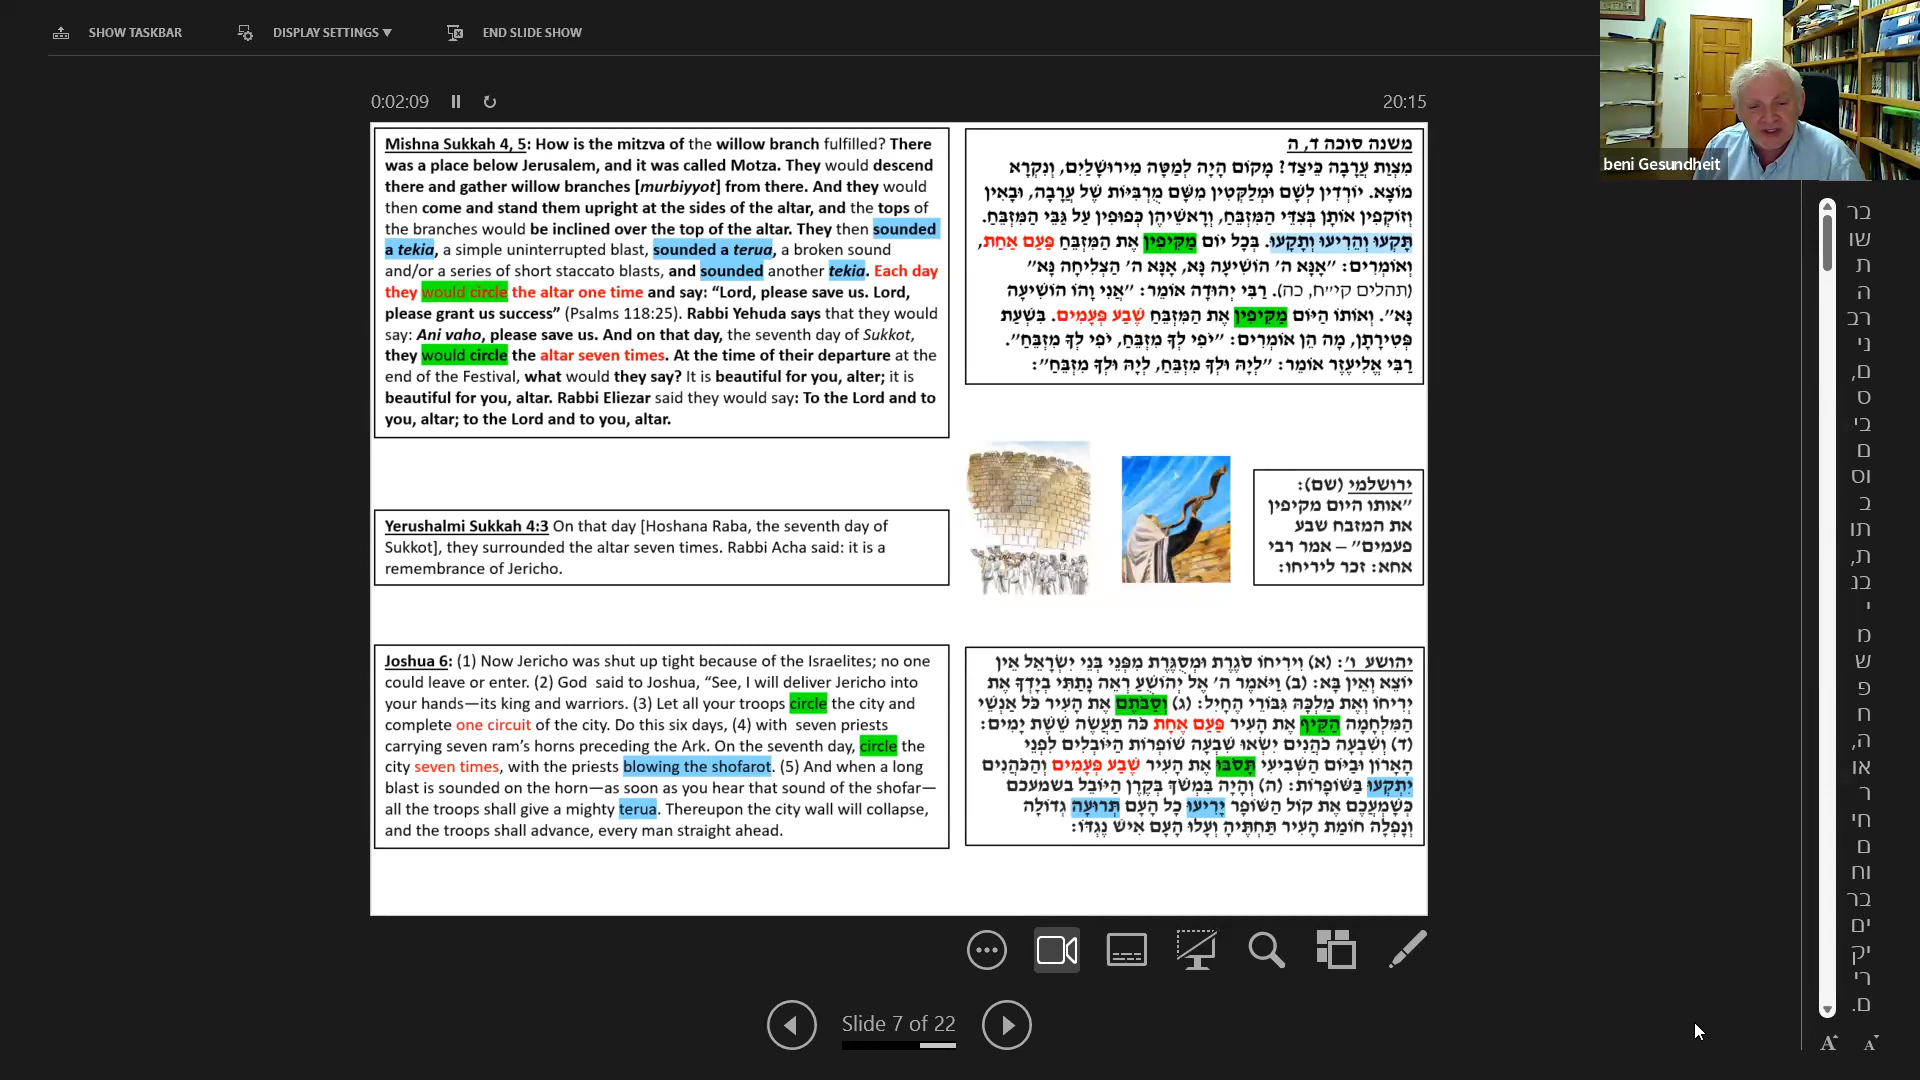 SHOW TASKBAR
DISPLAY SETTINGS ▼
END SLIDE SHOW
beni Gesundheit
0:02:09
20:15
Mishna Sukkah 4, 5: How is the mitzva of the willow branch fulfilled? There
was a place below Jerusalem, and it was called Motza. They would descend
there and gather willow branches [murbiyyot] from there. And they would
then come and stand them upright at the sides of the altar, and the tops of
the branches would be inclined over the top of the altar. They then sounded
a tekia, a simple uninterrupted blast, sounded a terua, a broken sound
and/or a series of short staccato blasts, and sounded another tekia. Each day
they would circle the altar one time and say: “Lord, please save us. Lord,
please grant us success” (Psalms 118:25). Rabbi Yehuda says that they would
say: Ani vaho, please save us. And on that day, the seventh day of Sukkot,
they would circle the altar seven times. At the time of their departure at the
end of the Festival, what would they say? It is beautiful for you, alter; it is
beautiful for you, altar. Rabbi Eliezar said they would say: To the Lord and to
you, altar; to the Lord and to you, altar.
משנה סוכה ד, ה
מִצְוַת עֲרָבָה כֵּיצַד? מָקוֹם הָיָה לְמַטָּה מִירוּשָׁלַיִם, וְנִקְרָא
מוֹצָא. יוֹרְדִין לְשָׁם וּמְלַקְּטִין מִשָּׁם מֻרְבִּיּוֹת שֶׁל עֲרָבָה, וּבָאִין
וְזוֹקְפִין אוֹתָן בְּצִדֵּי הַמִּזְבֵּחַ, וְרָאשֵׁיהֶן כְּפוּפִין עַל גַּבֵּי הַמִּזְבֵּחַ.
תָּקְעוּ וְהֵרִיעוּ וְתָקְעוּ. בְּכָל יוֹם מַקִּיפִין אֶת הַמִּזְבֵּחַ פַּעַם אַחַת,
וְאוֹמְרִים: ״אָנָּא ה׳ הוֹשִׁיעָה נָּא, אָנָּא ה׳ הַצְלִיחָה נָּא״
(תהלים קי״ח, כה). רַבִּי יְהוּדָה אוֹמֵר: ״אֲנִי וָהוֹ הוֹשִׁיעָה
נָּא״. וְאוֹתוֹ הַיּוֹם מַקִּיפִין אֶת הַמִּזְבֵּחַ שֶׁבַע פְּעָמִים. בִּשְׁעַת
פְּטִירָתָן, מָה הֵן אוֹמְרִים: ״יֹפִי לְךָ מִזְבֵּחַ, יֹפִי לְךָ מִזְבֵּחַ״.
רַבִּי אֱלִיעֶזֶר אוֹמֵר: ״לְיָהּ וּלְךָ מִזְבֵּחַ, לְיָהּ וּלְךָ מִזְבֵּחַ״:
Yerushalmi Sukkah 4:3 On that day [Hoshana Raba, the seventh day of
Sukkot], they surrounded the altar seven times. Rabbi Acha said: it is a
remembrance of Jericho.
ירושלמי (שם):
״אותו היום מקיפין
את המזבח שבע
פעמים״ – אמר רבי
אחא: זכר ליריחו:
Joshua 6: (1) Now Jericho was shut up tight because of the Israelites; no one
could leave or enter. (2) God said to Joshua, “See, I will deliver Jericho into
your hands—its king and warriors. (3) Let all your troops circle the city and
complete one circuit of the city. Do this six days, (4) with seven priests
carrying seven ram’s horns preceding the Ark. On the seventh day, circle the
city seven times, with the priests blowing the shofarot. (5) And when a long
blast is sounded on the horn—as soon as you hear that sound of the shofar—
all the troops shall give a mighty terua. Thereupon the city wall will collapse,
and the troops shall advance, every man straight ahead.
יהושע ו׳: (א) וִירִיחוֹ סֹגֶרֶת וּמְסֻגֶּרֶת מִפְּנֵי בְּנֵי יִשְׂרָאֵל אֵין
יוֹצֵא וְאֵין בָּא: (ב) וַיֹּאמֶר ה׳ אֶל יְהוֹשֻׁעַ רְאֵה נָתַתִּי בְיָדְךָ אֶת
יְרִיחוֹ וְאֶת מַלְכָּהּ גִּבּוֹרֵי הֶחָיִל: (ג) וְסַבֹּתֶם אֶת הָעִיר כֹּל אַנְשֵׁי
הַמִּלְחָמָה הַקֵּיף אֶת הָעִיר פַּעַם אֶחָת כֹּה תַעֲשֶׂה שֵׁשֶׁת יָמִים:
(ד) וְשִׁבְעָה כֹהֲנִים יִשְׂאוּ שִׁבְעָה שׁוֹפְרוֹת הַיּוֹבְלִים לִפְנֵי
הָאָרוֹן וּבַיּוֹם הַשְּׁבִיעִי תָּסֹבּוּ אֶת הָעִיר שֶׁבַע פְּעָמִים וְהַכֹּהֲנִים
יִתְקְעוּ בַּשּׁוֹפָרוֹת: (ה) וְהָיָה בִּמְשֹׁךְ בְּקֶרֶן הַיּוֹבֵל בשמעכם
כְּשָׁמְעֲכֶם אֶת קוֹל הַשּׁוֹפָר יָרִיעוּ כָל הָעָם תְּרוּעָה גְדוֹלָה
וְנָפְלָה חוֹמַת הָעִיר תַּחְתֶּיהָ וְעָלוּ הָעָם אִישׁ נֶגְדּוֹ:
Slide 7 of 22
בר
שו
ת
ה
רב
ני
ם,
ס
בי
ם
וס
ב
תו
ת,
בנ
י
מ
ש
פ
ח
ה,
או
ר
חי
ם
וח
בר
ים
יק
רי
ם.
A
A